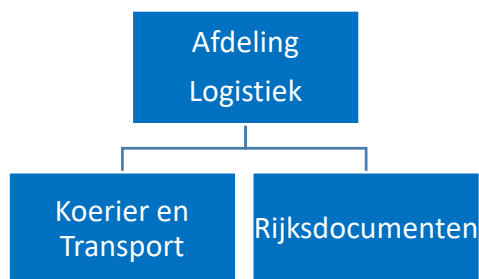 Afdeling
Logistiek
Koerier en
Transport
Rijksdocumenten